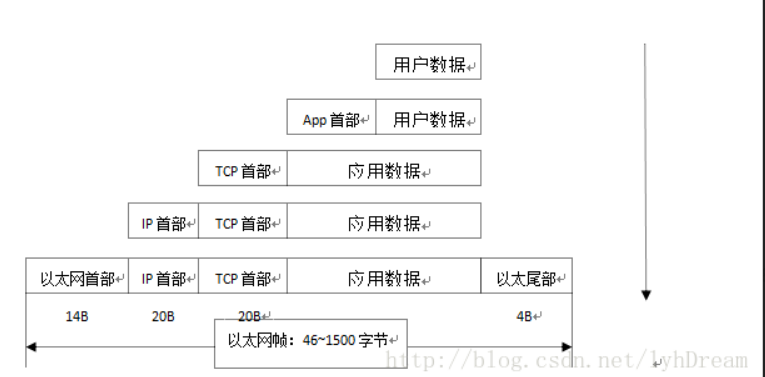 用户数据
App 首部 用户数据
TCP 首部 应用数据
IP 首部 TCP 首部 应用数据
以太网首部 IP 首部 TCP 首部 应用数据 以太尾部
14B 20B 20B 4B
以太网帧：46~1500 字节
http://blog.csdn.net/lyhDream